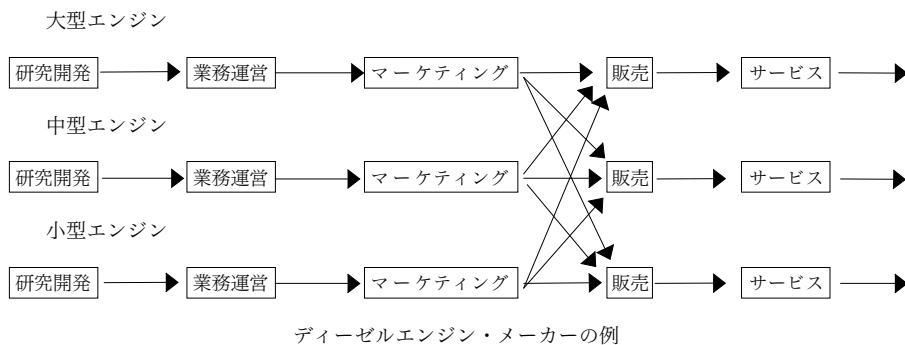 大型エンジン
研究開発 業務運営 マーケティング 販売 サービス
中型エンジン
研究開発 業務運営 マーケティング 販売 サービス
小型エンジン
研究開発 業務運営 マーケティング 販売 サービス
ディーゼルエンジン・メーカーの例